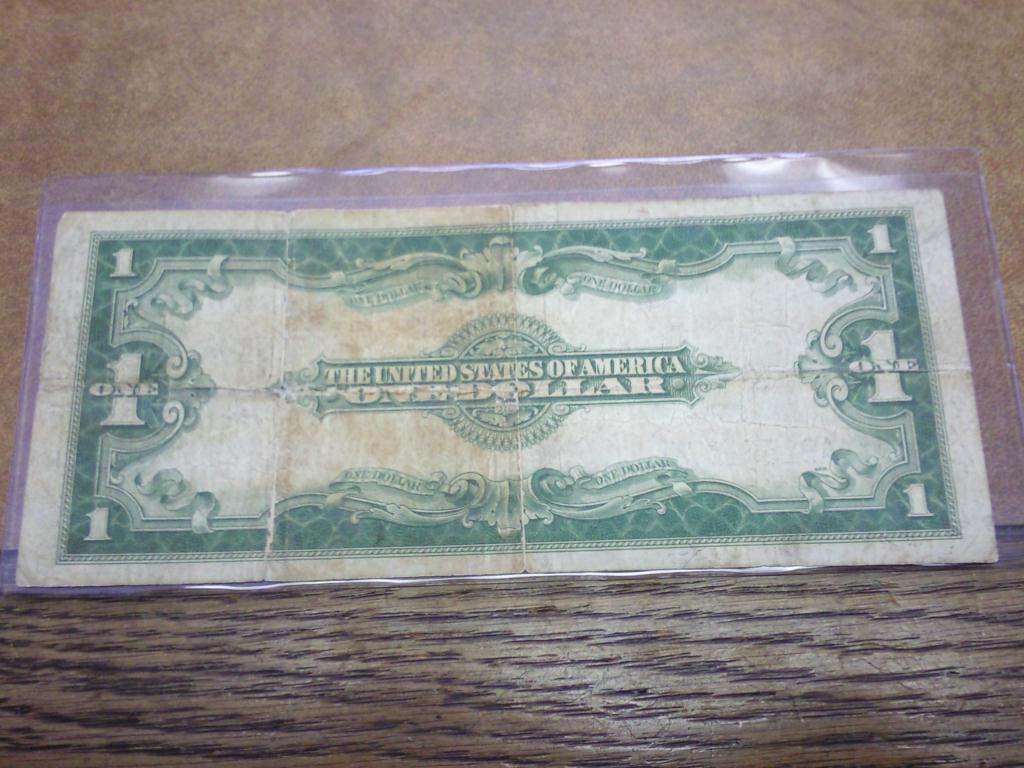 1 1
ONE DOLLAR ONE DOLLAR
1 ONE THE UNITED STATES OF AMERICA 1 ONE
ONE DOLLAR
ONE DOLLAR ONE DOLLAR
1 1